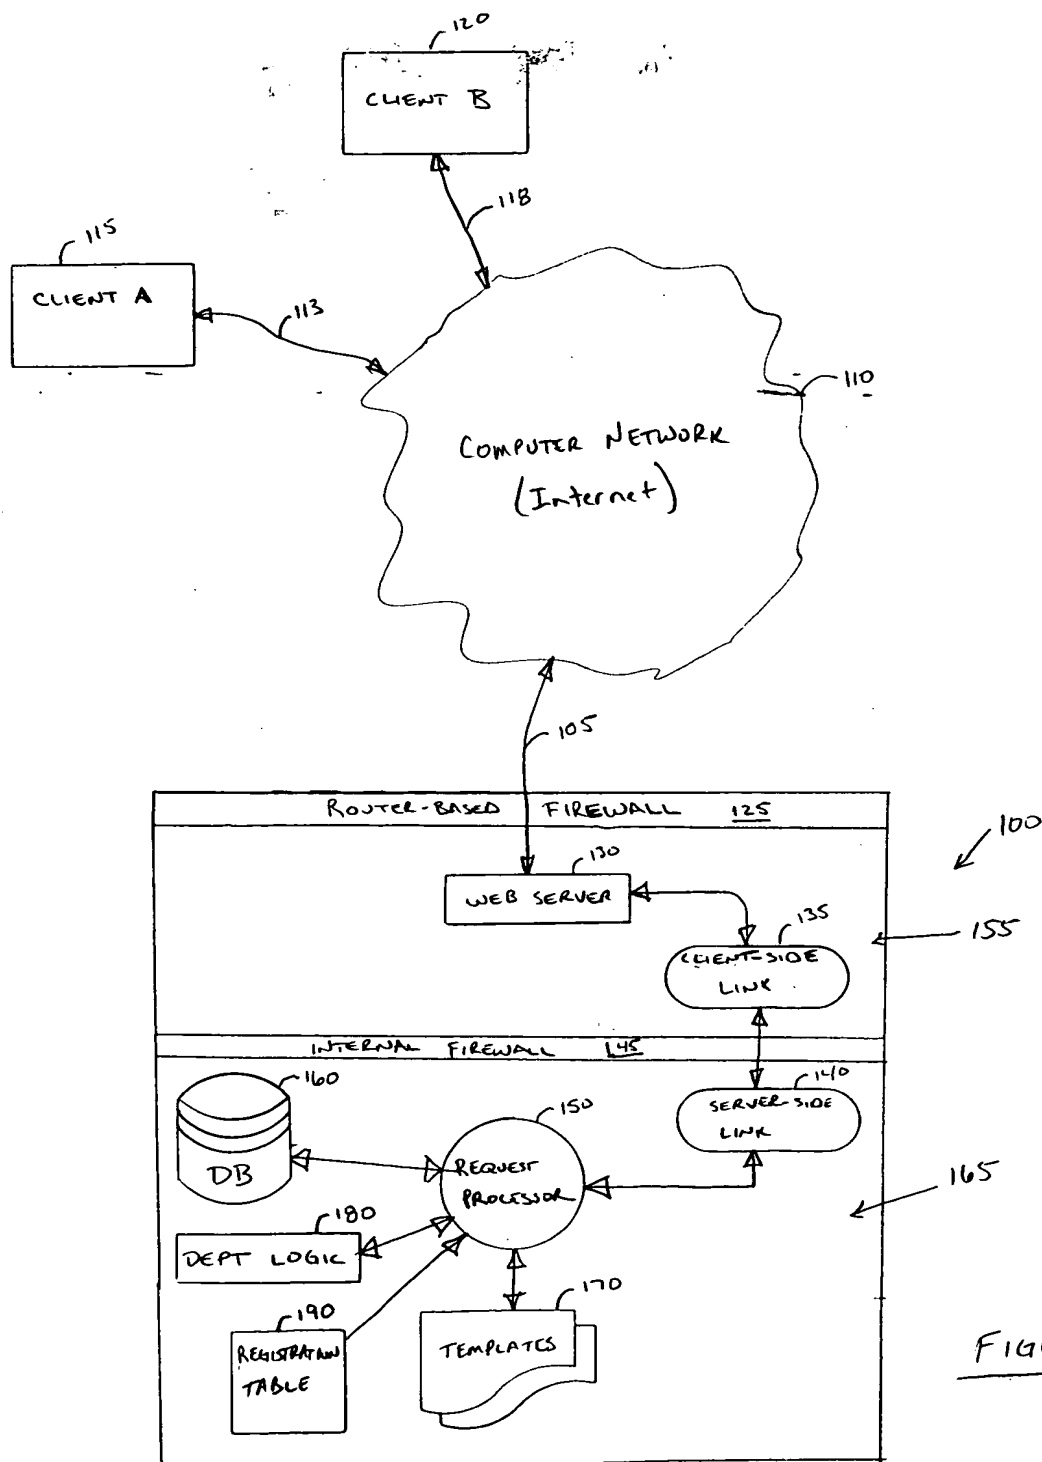 120
CLIENT B
118
115
CLIENT A
113
110
COMPUTER NETWORK
(Internet)
105
ROUTER-BASED FIREWALL 125
100
130
WEB SERVER
135
155
CLIENT-SIDE
LINK
INTERNAL FIREWALL 145
160
140
SERVER-SIDE
LINK
150
DB
REQUEST
PROCESSOR
165
180
DEPT LOGIC
170
190
TEMPLATES
REGISTRATION
TABLE
FIG